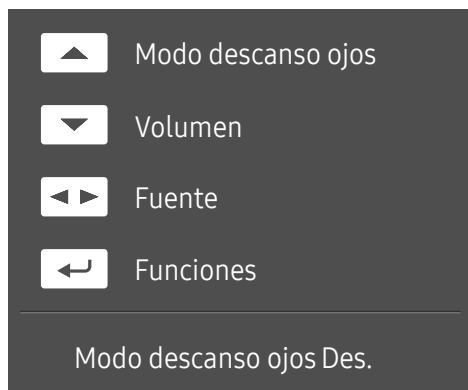 Modo descanso ojos
Volumen
Fuente
Funciones
Modo descanso ojos Des.